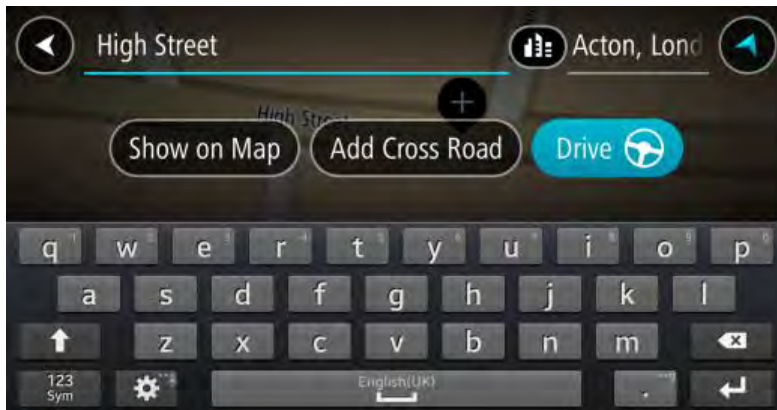 High Street
Acton, Lond
High Street
Show on Map
Add Cross Road
Drive
q w e r t y u i o p
a s d f g h j k l
z x c v b n m
123
Sym
English(UK)
.